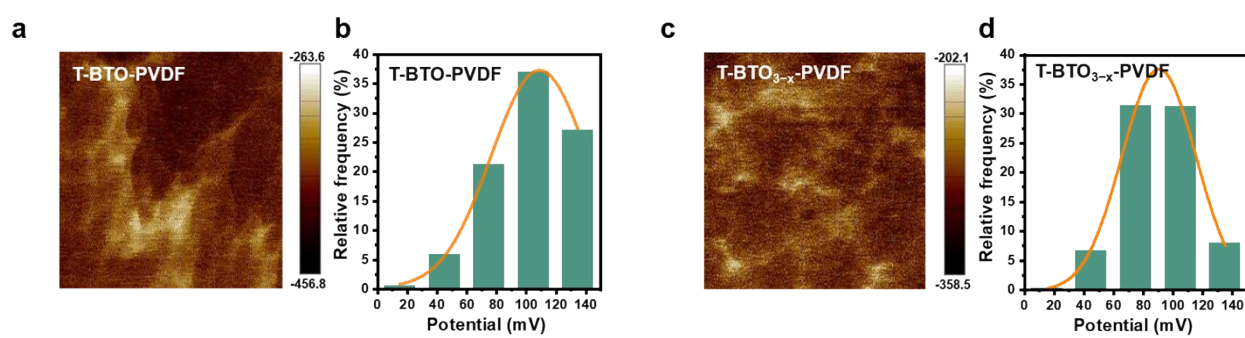 a
T-BTO-PVDF
-263.6
-456.8
b
T-BTO-PVDF
Relative frequency (%)
40
35
30
25
20
15
10
5
0
0 20 40 60 80 100 120 140
Potential (mV)
c
T-BTO₃₋ₓ-PVDF
-202.1
-358.5
d
T-BTO₃₋ₓ-PVDF
Relative frequency (%)
40
35
30
25
20
15
10
5
0
0 20 40 60 80 100 120 140
Potential (mV)